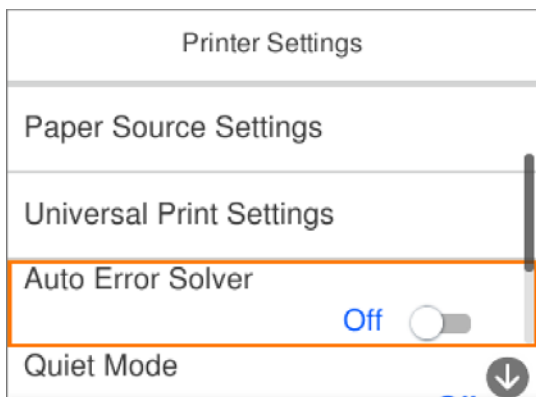 Printer Settings
Paper Source Settings
Universal Print Settings
Auto Error Solver
Off
Quiet Mode